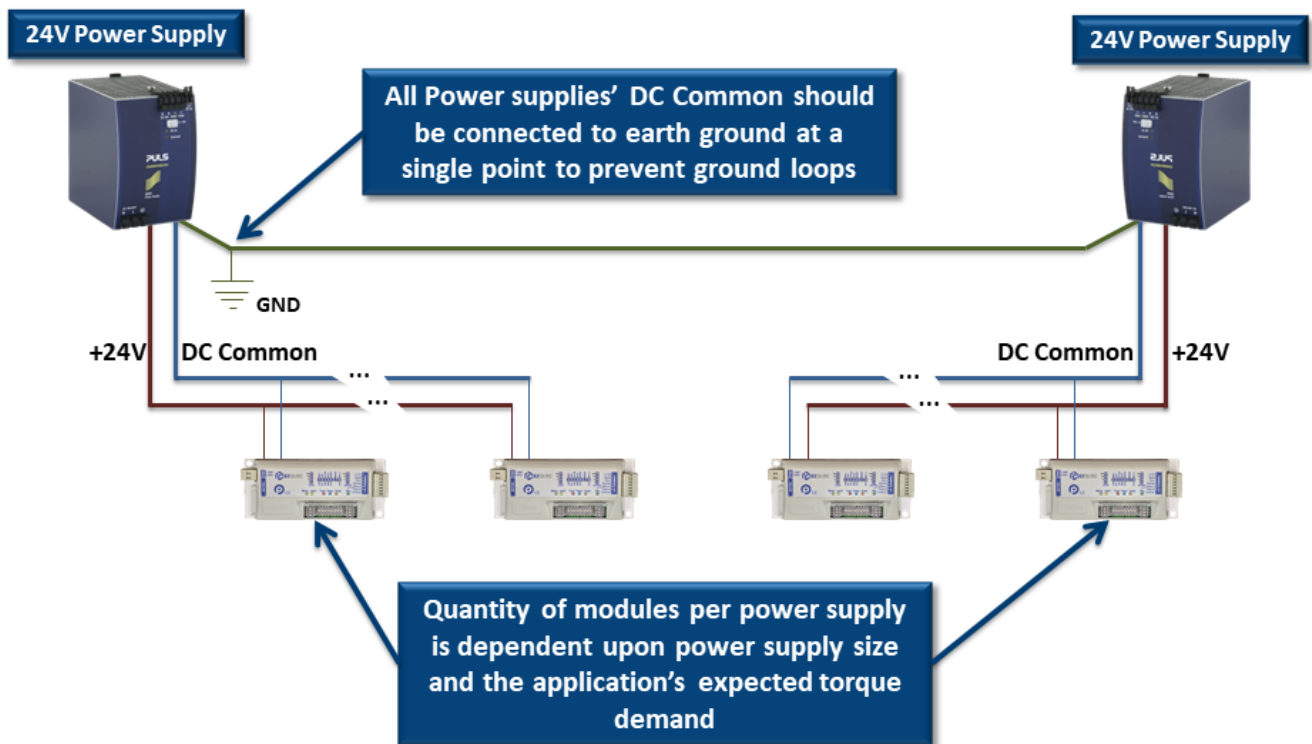 24V Power Supply
24V Power Supply
All Power supplies’ DC Common should
be connected to earth ground at a
single point to prevent ground loops
PULS
PULS
GND
+24V
DC Common
DC Common
+24V
...
...
...
...
Quantity of modules per power supply
is dependent upon power supply size
and the application’s expected torque
demand